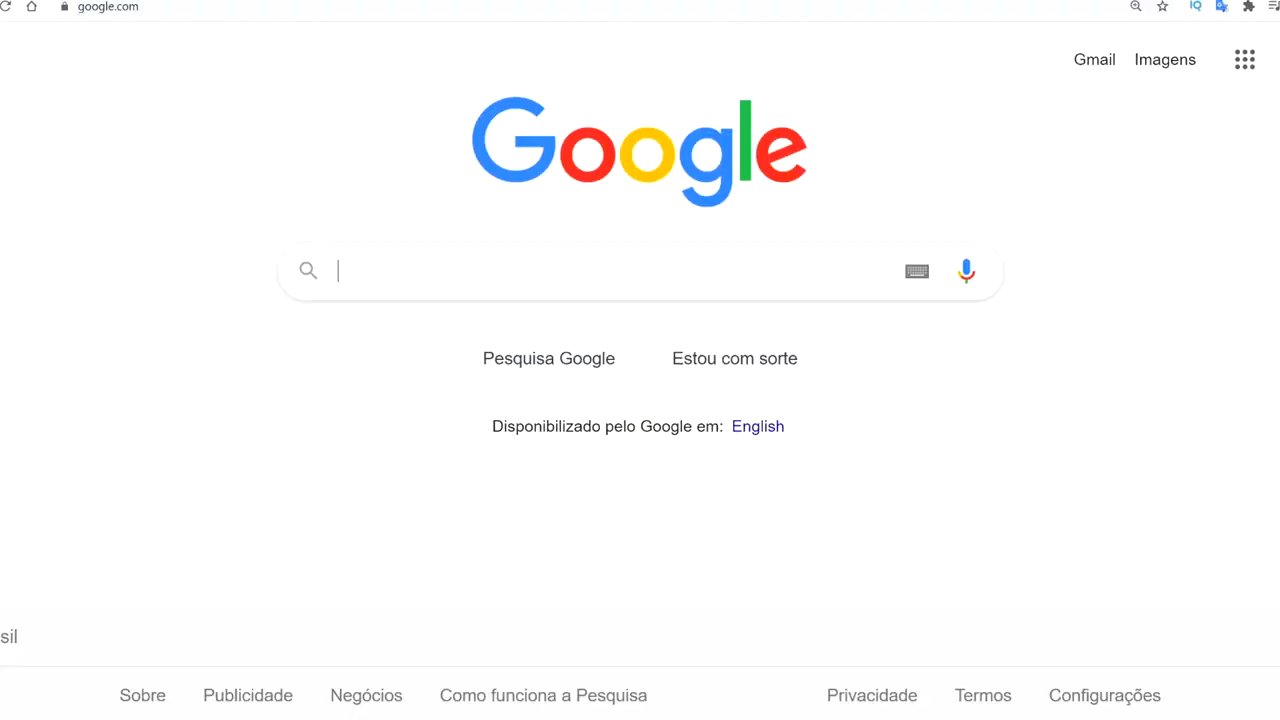 google.com
IQ
Gmail Imagens
Google
Pesquisa Google Estou com sorte
Disponibilizado pelo Google em: English
sil
Sobre Publicidade Negócios Como funciona a Pesquisa Privacidade Termos Configurações